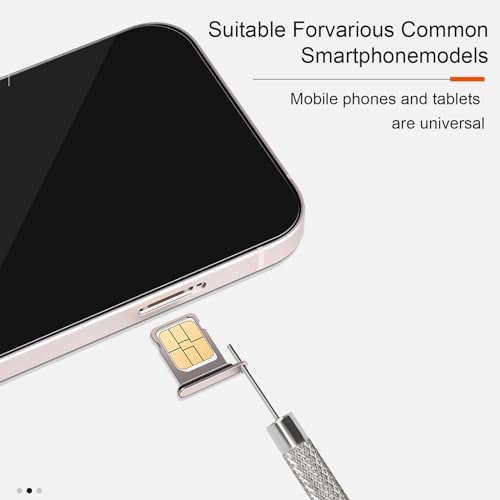 Suitable Forvarious Common
Smartphonemodels
Mobile phones and tablets
are universal